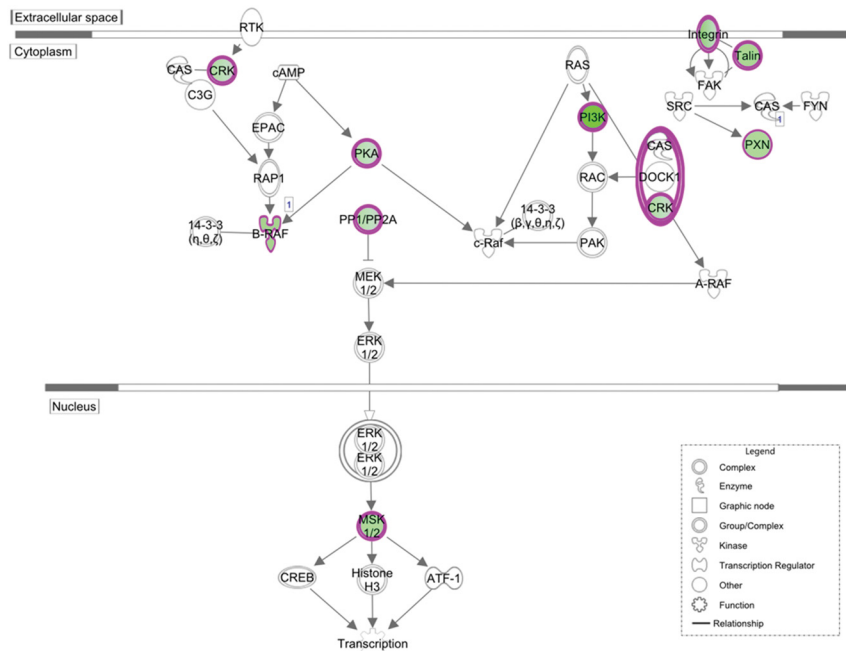 Extracellular space
RTK
Cytoplasm
Integrin
CAS
CRK
cAMP
RAS
Talin
C3G
FAK
SRC
CAS
FYN
1
EPAC
PI3K
PKA
CAS
PXN
RAP1
RAC
DOCK1
1
PP1/PP2A
CRK
14-3-3
(η,θ,ζ)
B-RAF
14-3-3
(β,γ,θ,η,ζ)
c-Raf
PAK
MEK
1/2
A-RAF
ERK
1/2
Nucleus
ERK
1/2
ERK
1/2
MSK
1/2
CREB
Histone
H3
ATF-1
Transcription
Legend
Complex
Enzyme
Graphic node
Group/Complex
Kinase
Transcription Regulator
Other
Function
Relationship